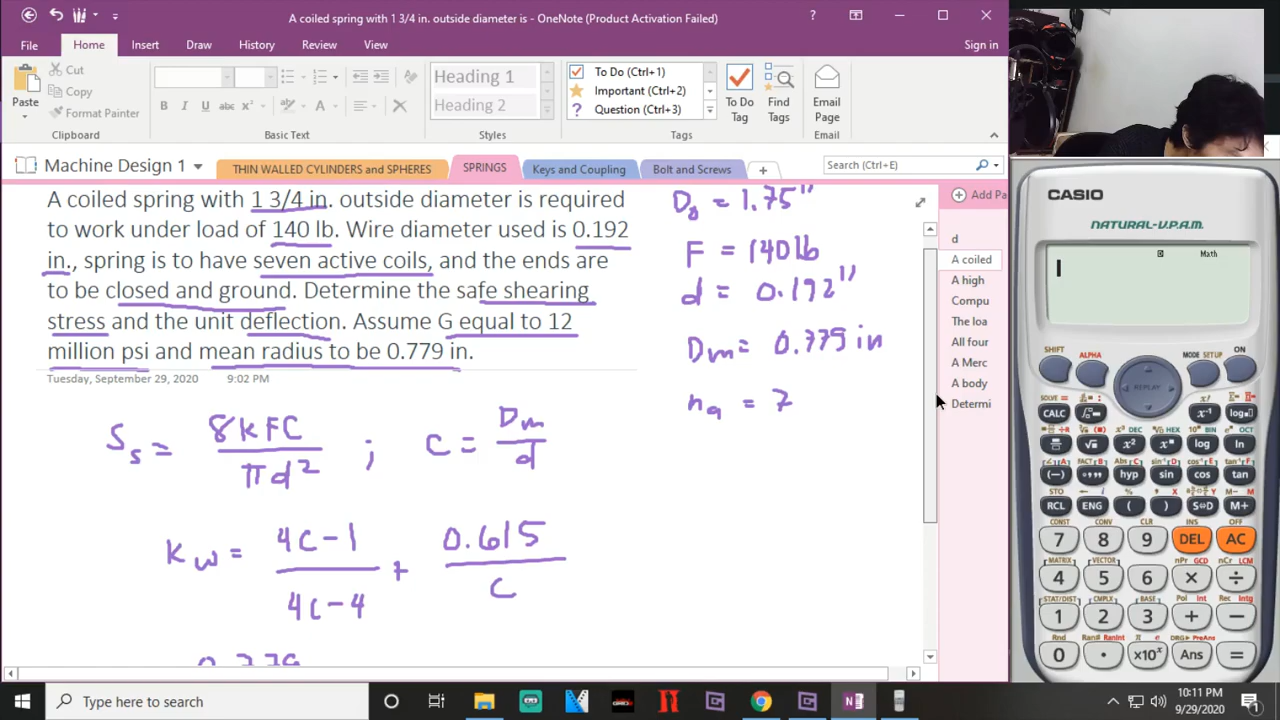 A coiled spring with 1 3/4 in. outside diameter is - OneNote (Product Activation Failed)
? 
File Home Insert Draw History Review View Sign in
Paste
Cut
Copy
Format Painter
Clipboard
B I U abc x² A
Basic Text
Heading 1
Heading 2
Styles
To Do (Ctrl+1)
Important (Ctrl+2)
Question (Ctrl+3)
Tags
To Do Tag
Find Tags
Email Page
Email
Machine Design 1 THIN WALLED CYLINDERS and SPHERES SPRINGS Keys and Coupling Bolt and Screws + Search (Ctrl+E)
A coiled spring with 1 3/4 in. outside diameter is required
to work under load of 140 lb. Wire diameter used is 0.192
in., spring is to have seven active coils, and the ends are
to be closed and ground. Determine the safe shearing
stress and the unit deflection. Assume G equal to 12
million psi and mean radius to be 0.779 in.
Tuesday, September 29, 2020 9:02 PM
= 1.75"
F = 140 lb
d = 0.192"
Dm = 0.779 in
na = 7
Ss = 8KFC / πd² ; C = Dm / d
Kw = 4C-1 / 4C-4 + 0.615 / C
0.779
Add Pa
d
A coiled
A high
Compu
The loa
All four
A Merc
A body
Determi
CASIO
NATURAL-V.P.A.M.
Math
SHIFT ALPHA REPLAY MODE SETUP ON
CALC x⁻¹ log
√ x² log ln
(−) hyp sin cos tan
RCL ENG ( ) S⇔D M+
7 8 9 DEL AC
4 5 6 × ÷
1 2 3 + −
0 . ×10ˣ Ans =
Type here to search
10:11 PM
9/29/2020